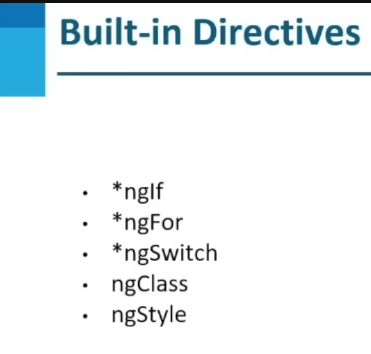 Built-in Directives
• *ngIf
• *ngFor
• *ngSwitch
• ngClass
• ngStyle